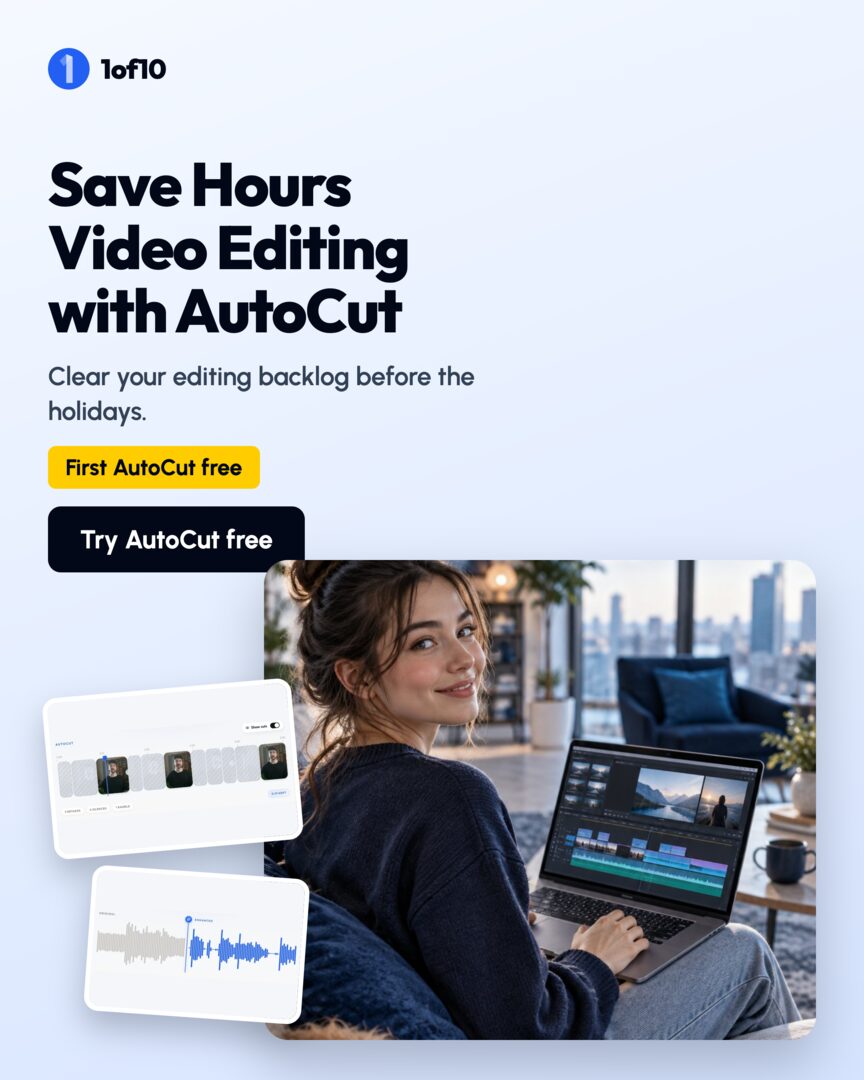 1of10
Save Hours
Video Editing
with AutoCut
Clear your editing backlog before the
holidays.
First AutoCut free
Try AutoCut free
Show cuts
AUTOCUT
ORIGINAL
ENHANCED